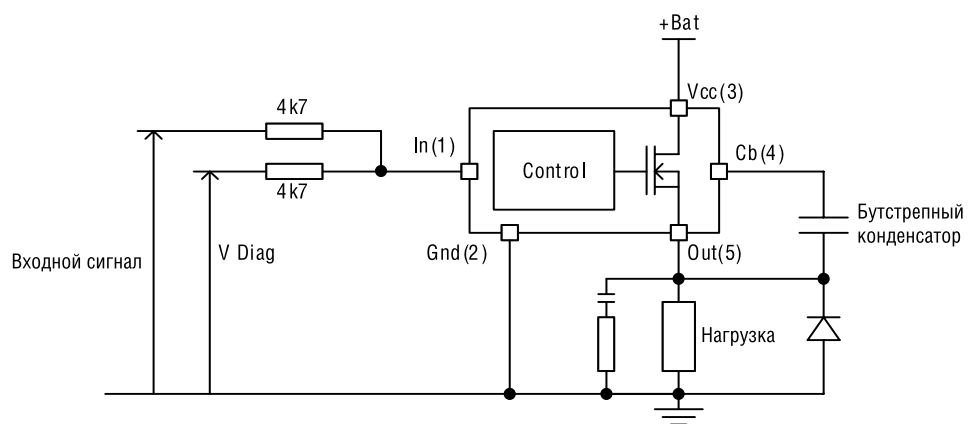 +Bat
Vcc(3)
4k7
In(1)
Cb(4)
Control
4k7
Бутстрепный
конденсатор
V Diag
Gnd(2)
Out(5)
Входной сигнал
Нагрузка